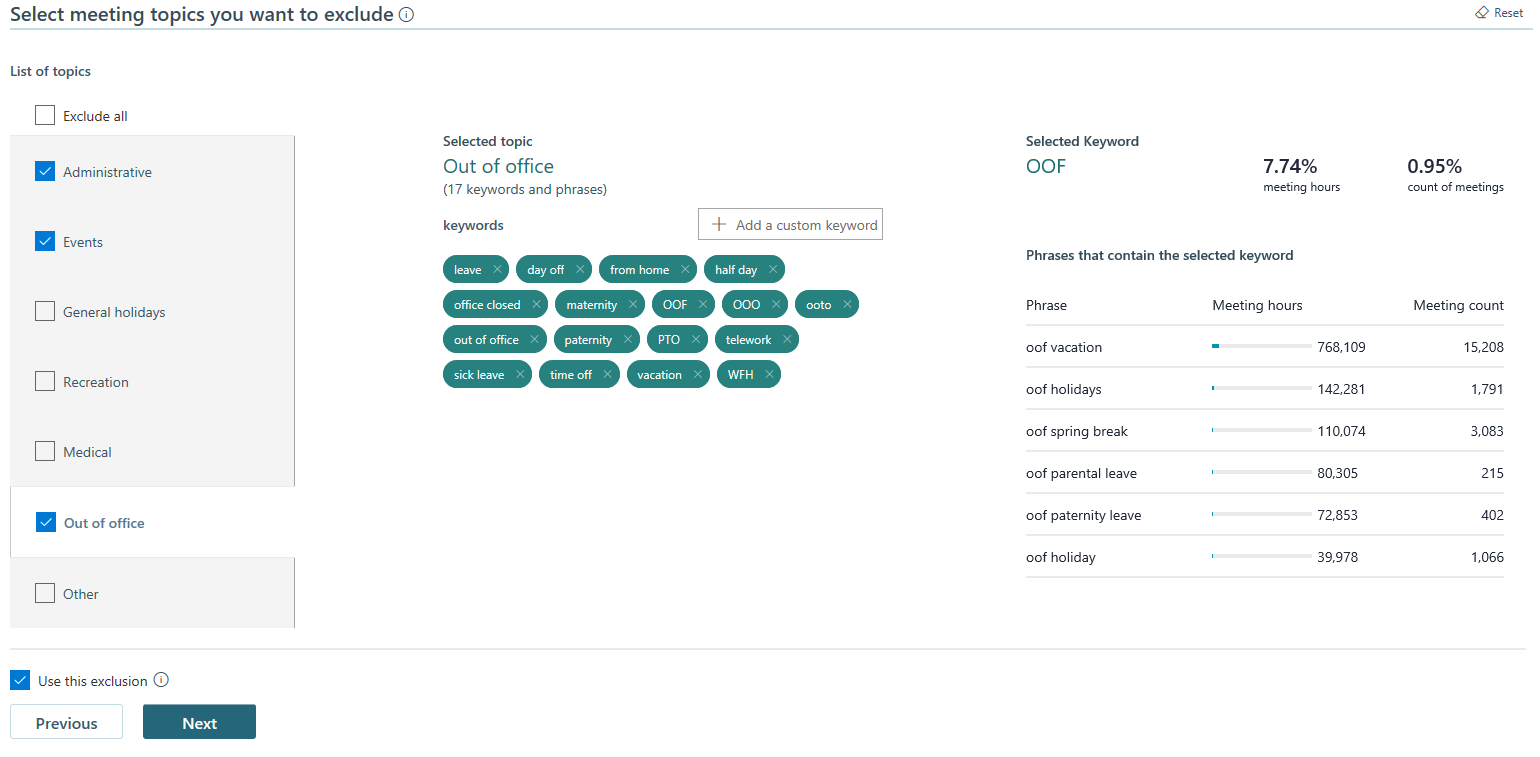 Select meeting topics you want to exclude
Reset
List of topics
Exclude all
Administrative
Events
General holidays
Recreation
Medical
Out of office
Other
Selected topic
Out of office
(17 keywords and phrases)
keywords
Add a custom keyword
leave day off from home half day
office closed maternity OOF OOO ooto
out of office paternity PTO telework
sick leave time off vacation WFH
Selected Keyword
OOF 7.74% 0.95%
meeting hours count of meetings
Phrases that contain the selected keyword
Phrase Meeting hours Meeting count
oof vacation 768,109 15,208
oof holidays 142,281 1,791
oof spring break 110,074 3,083
oof parental leave 80,305 215
oof paternity leave 72,853 402
oof holiday 39,978 1,066
Use this exclusion
Previous Next